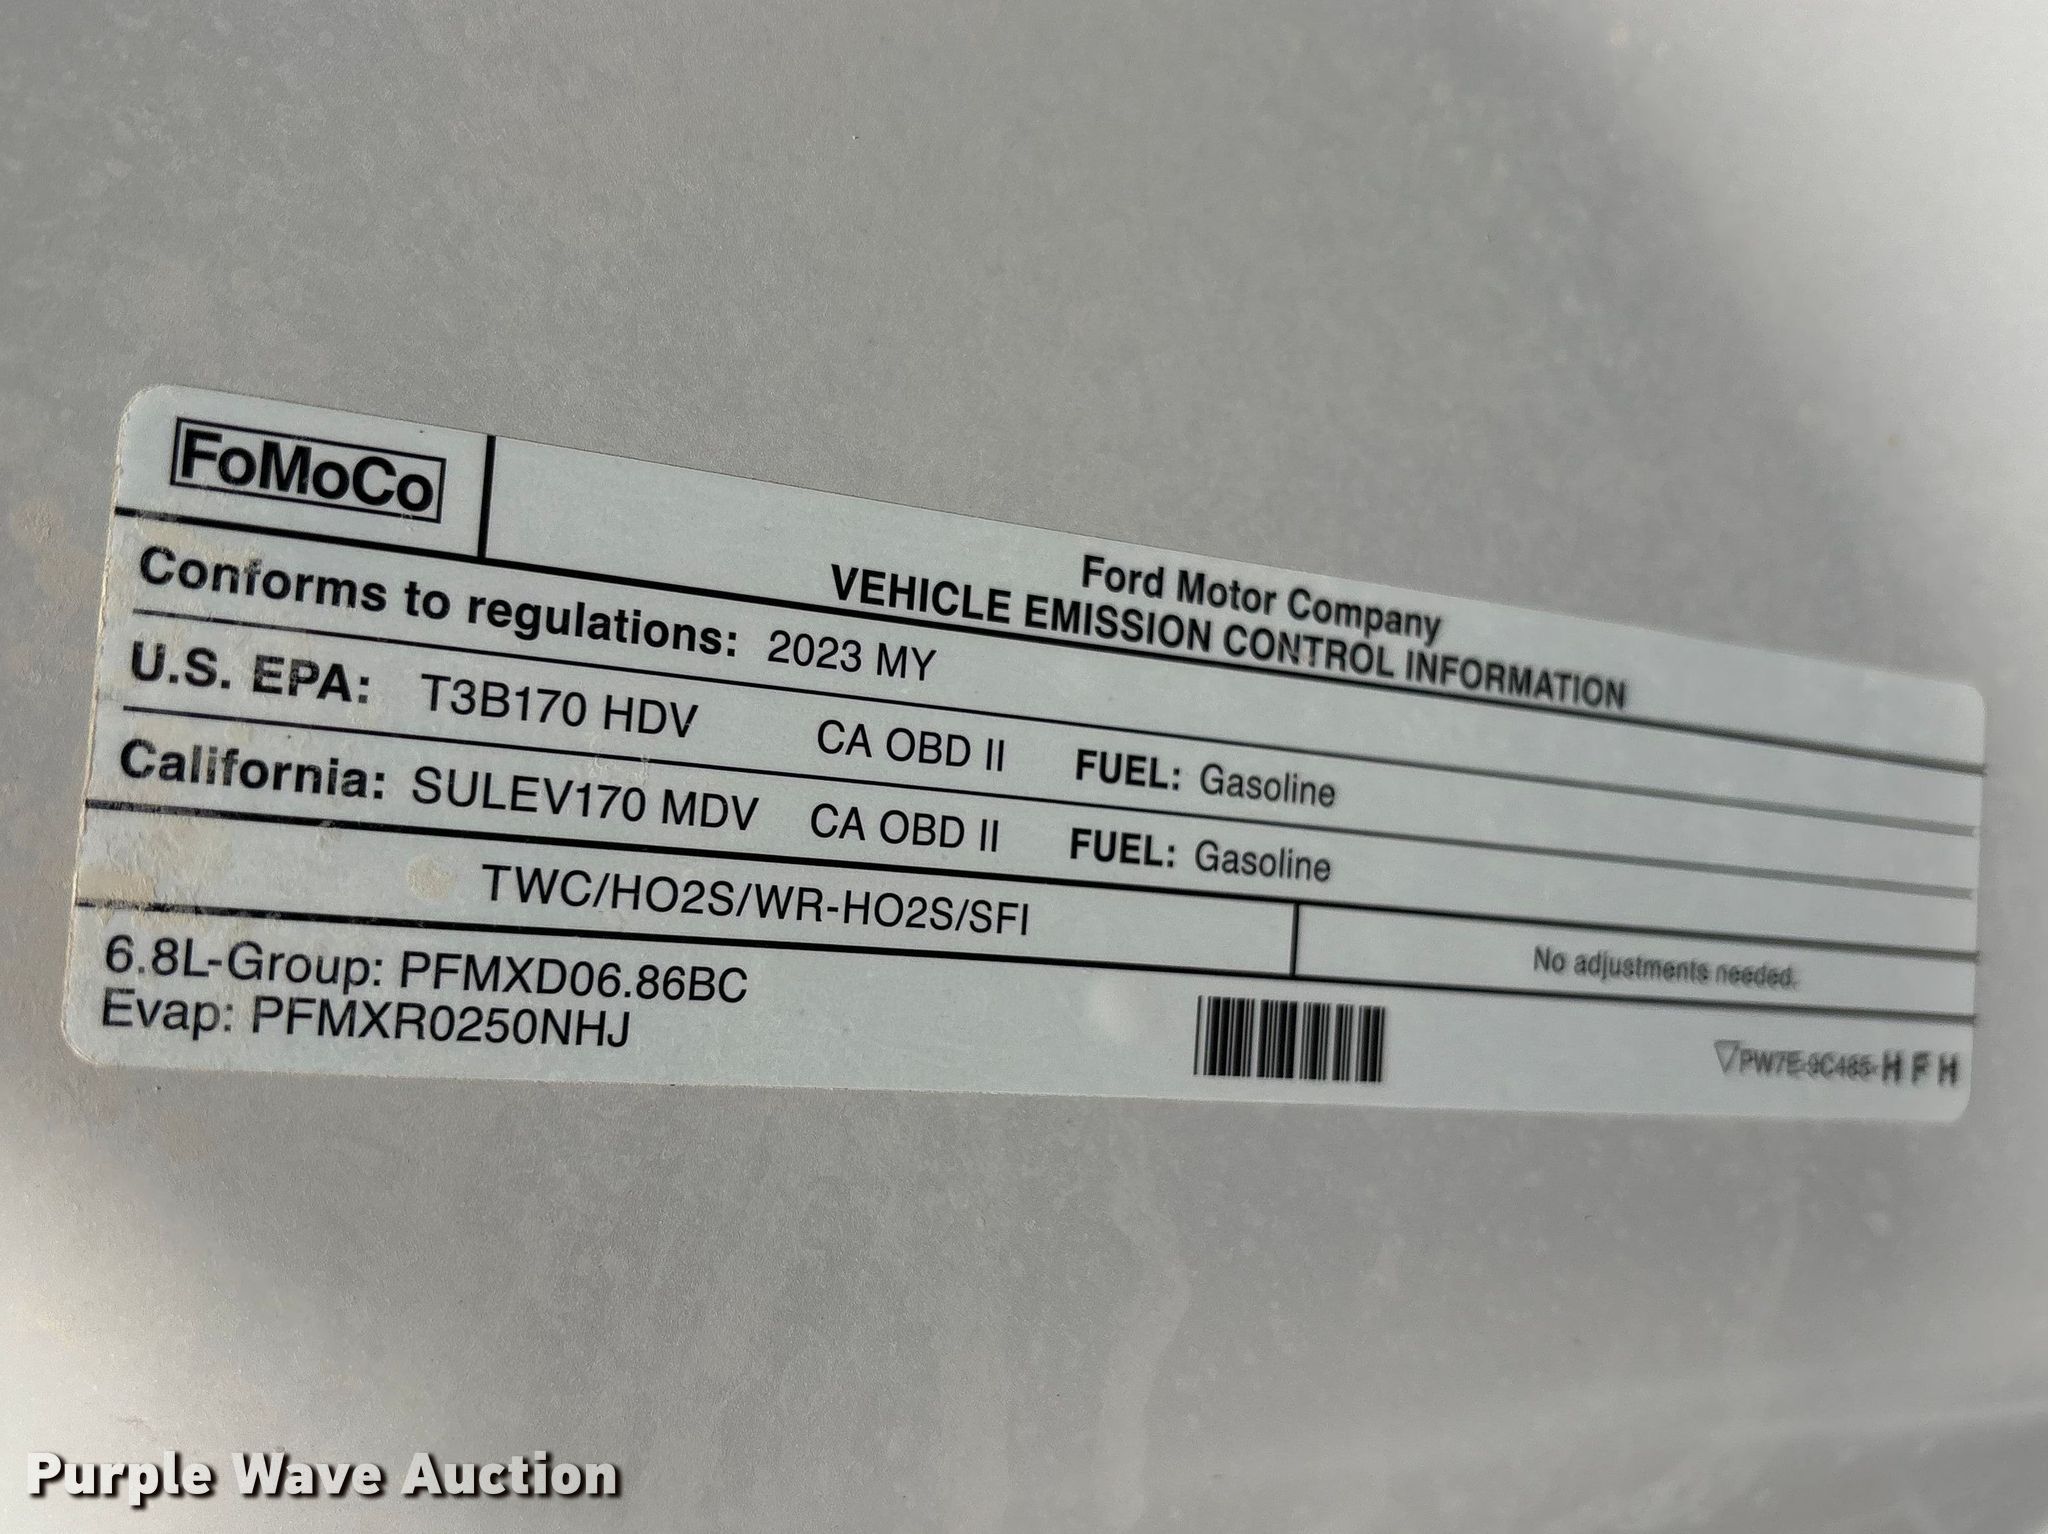 FoMoCo
Ford Motor Company
VEHICLE EMISSION CONTROL INFORMATION
Conforms to regulations: 2023 MY
U.S. EPA: T3B170 HDV CA OBD II FUEL: Gasoline
California: SULEV170 MDV CA OBD II FUEL: Gasoline
TWC/HO2S/WR-HO2S/SFI
No adjustments needed.
6.8L-Group: PFMXD06.86BC
Evap: PFMXR0250NHJ
PW7E-9C485-HFH
Purple Wave Auction